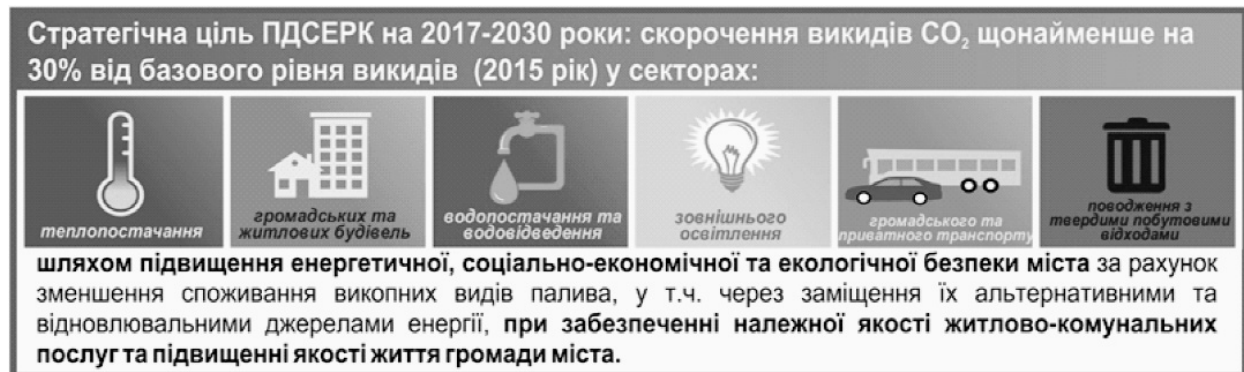 Стратегічна ціль ПДСЕРК на 2017-2030 роки: скорочення викидів CO₂ щонайменше на
30% від базового рівня викидів (2015 рік) у секторах:
теплопостачання
громадських та
житлових будівель
водопостачання та
водовідведення
зовнішнього
освітлення
громадського та
приватного транспорту
поводження з
твердими побутовими
відходами
шляхом підвищення енергетичної, соціально-економічної та екологічної безпеки міста за рахунок
зменшення споживання викопних видів палива, у т.ч. через заміщення їх альтернативними та
відновлювальними джерелами енергії, при забезпеченні належної якості житлово-комунальних
послуг та підвищенні якості життя громади міста.